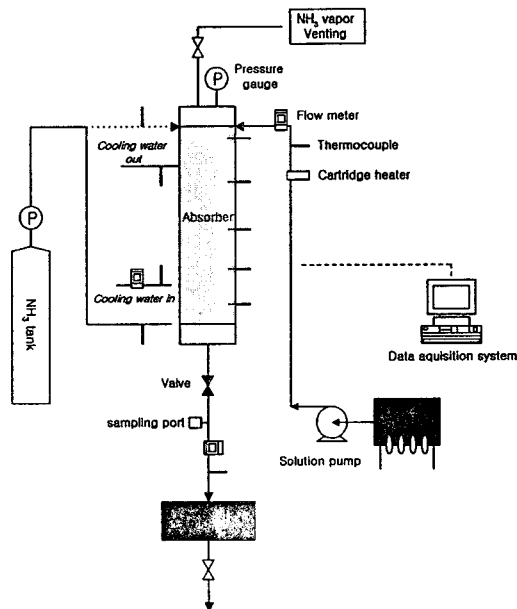 NH₃ vapor
Venting
P
Pressure
gauge
Flow meter
Cooling water
out
Thermocouple
Cartridge heater
Absorber
P
Cooling water in
NH₃ tank
Data aquisition system
Valve
sampling port
Solution pump